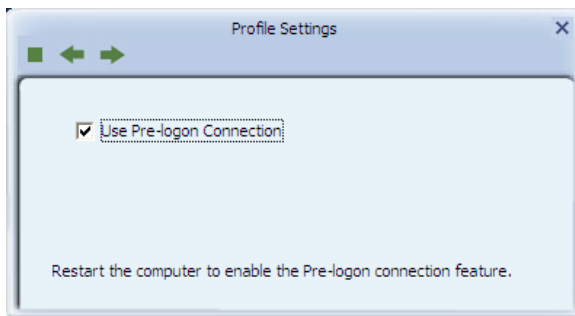 Profile Settings
Use Pre-logon Connection
Restart the computer to enable the Pre-logon connection feature.